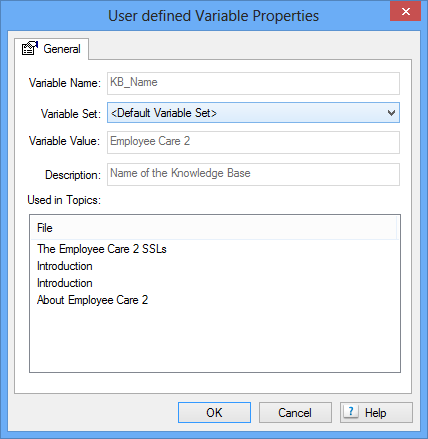 User defined Variable Properties
General
Variable Name: KB_Name
Variable Set: <Default Variable Set>
Variable Value: Employee Care 2
Description: Name of the Knowledge Base
Used in Topics:
File
The Employee Care 2 SSLs
Introduction
Introduction
About Employee Care 2
OK Cancel ? Help